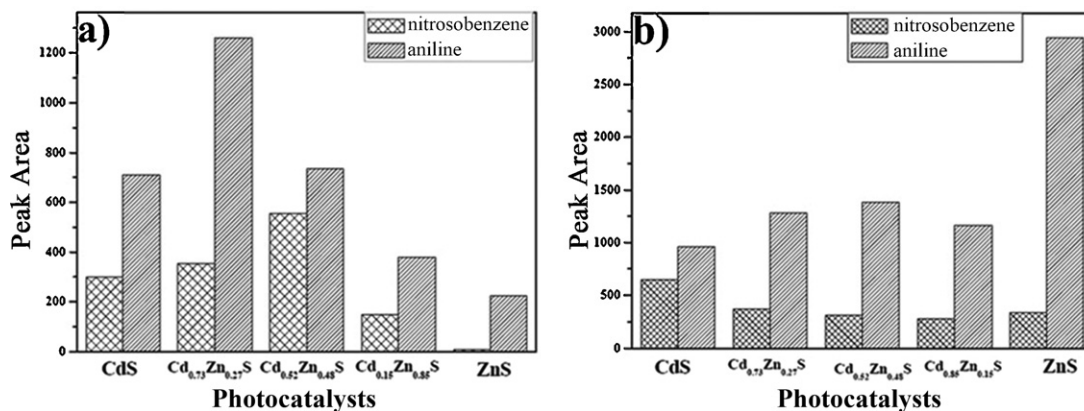 a)
nitrosobenzene
aniline
1200
1000
800
600
400
200
0
Peak Area
CdS
Cd0.73Zn0.27S
Cd0.52Zn0.48S
Cd0.15Zn0.85S
ZnS
Photocatalysts
b)
nitrosobenzene
aniline
3000
2500
2000
1500
1000
500
0
Peak Area
CdS
Cd0.73Zn0.27S
Cd0.52Zn0.48S
Cd0.85Zn0.15S
ZnS
Photocatalysts